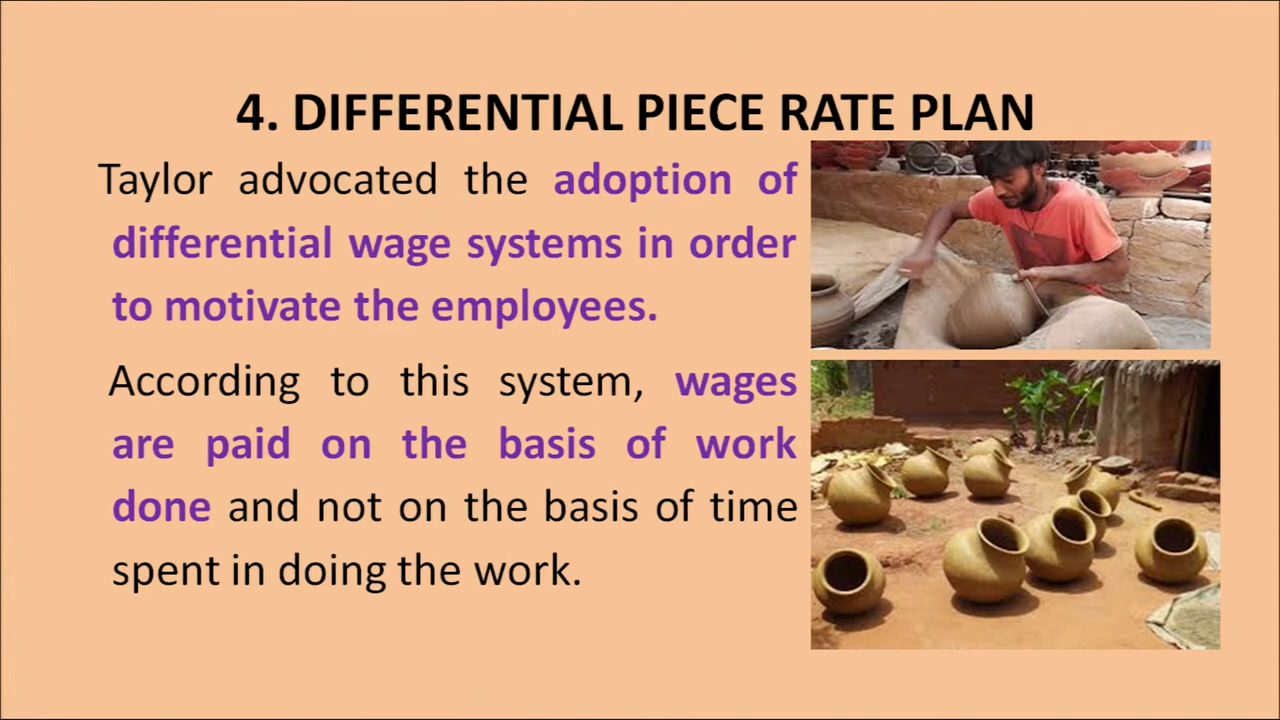 4. DIFFERENTIAL PIECE RATE PLAN
Taylor advocated the adoption of
differential wage systems in order
to motivate the employees.
According to this system, wages
are paid on the basis of work
done and not on the basis of time
spent in doing the work.